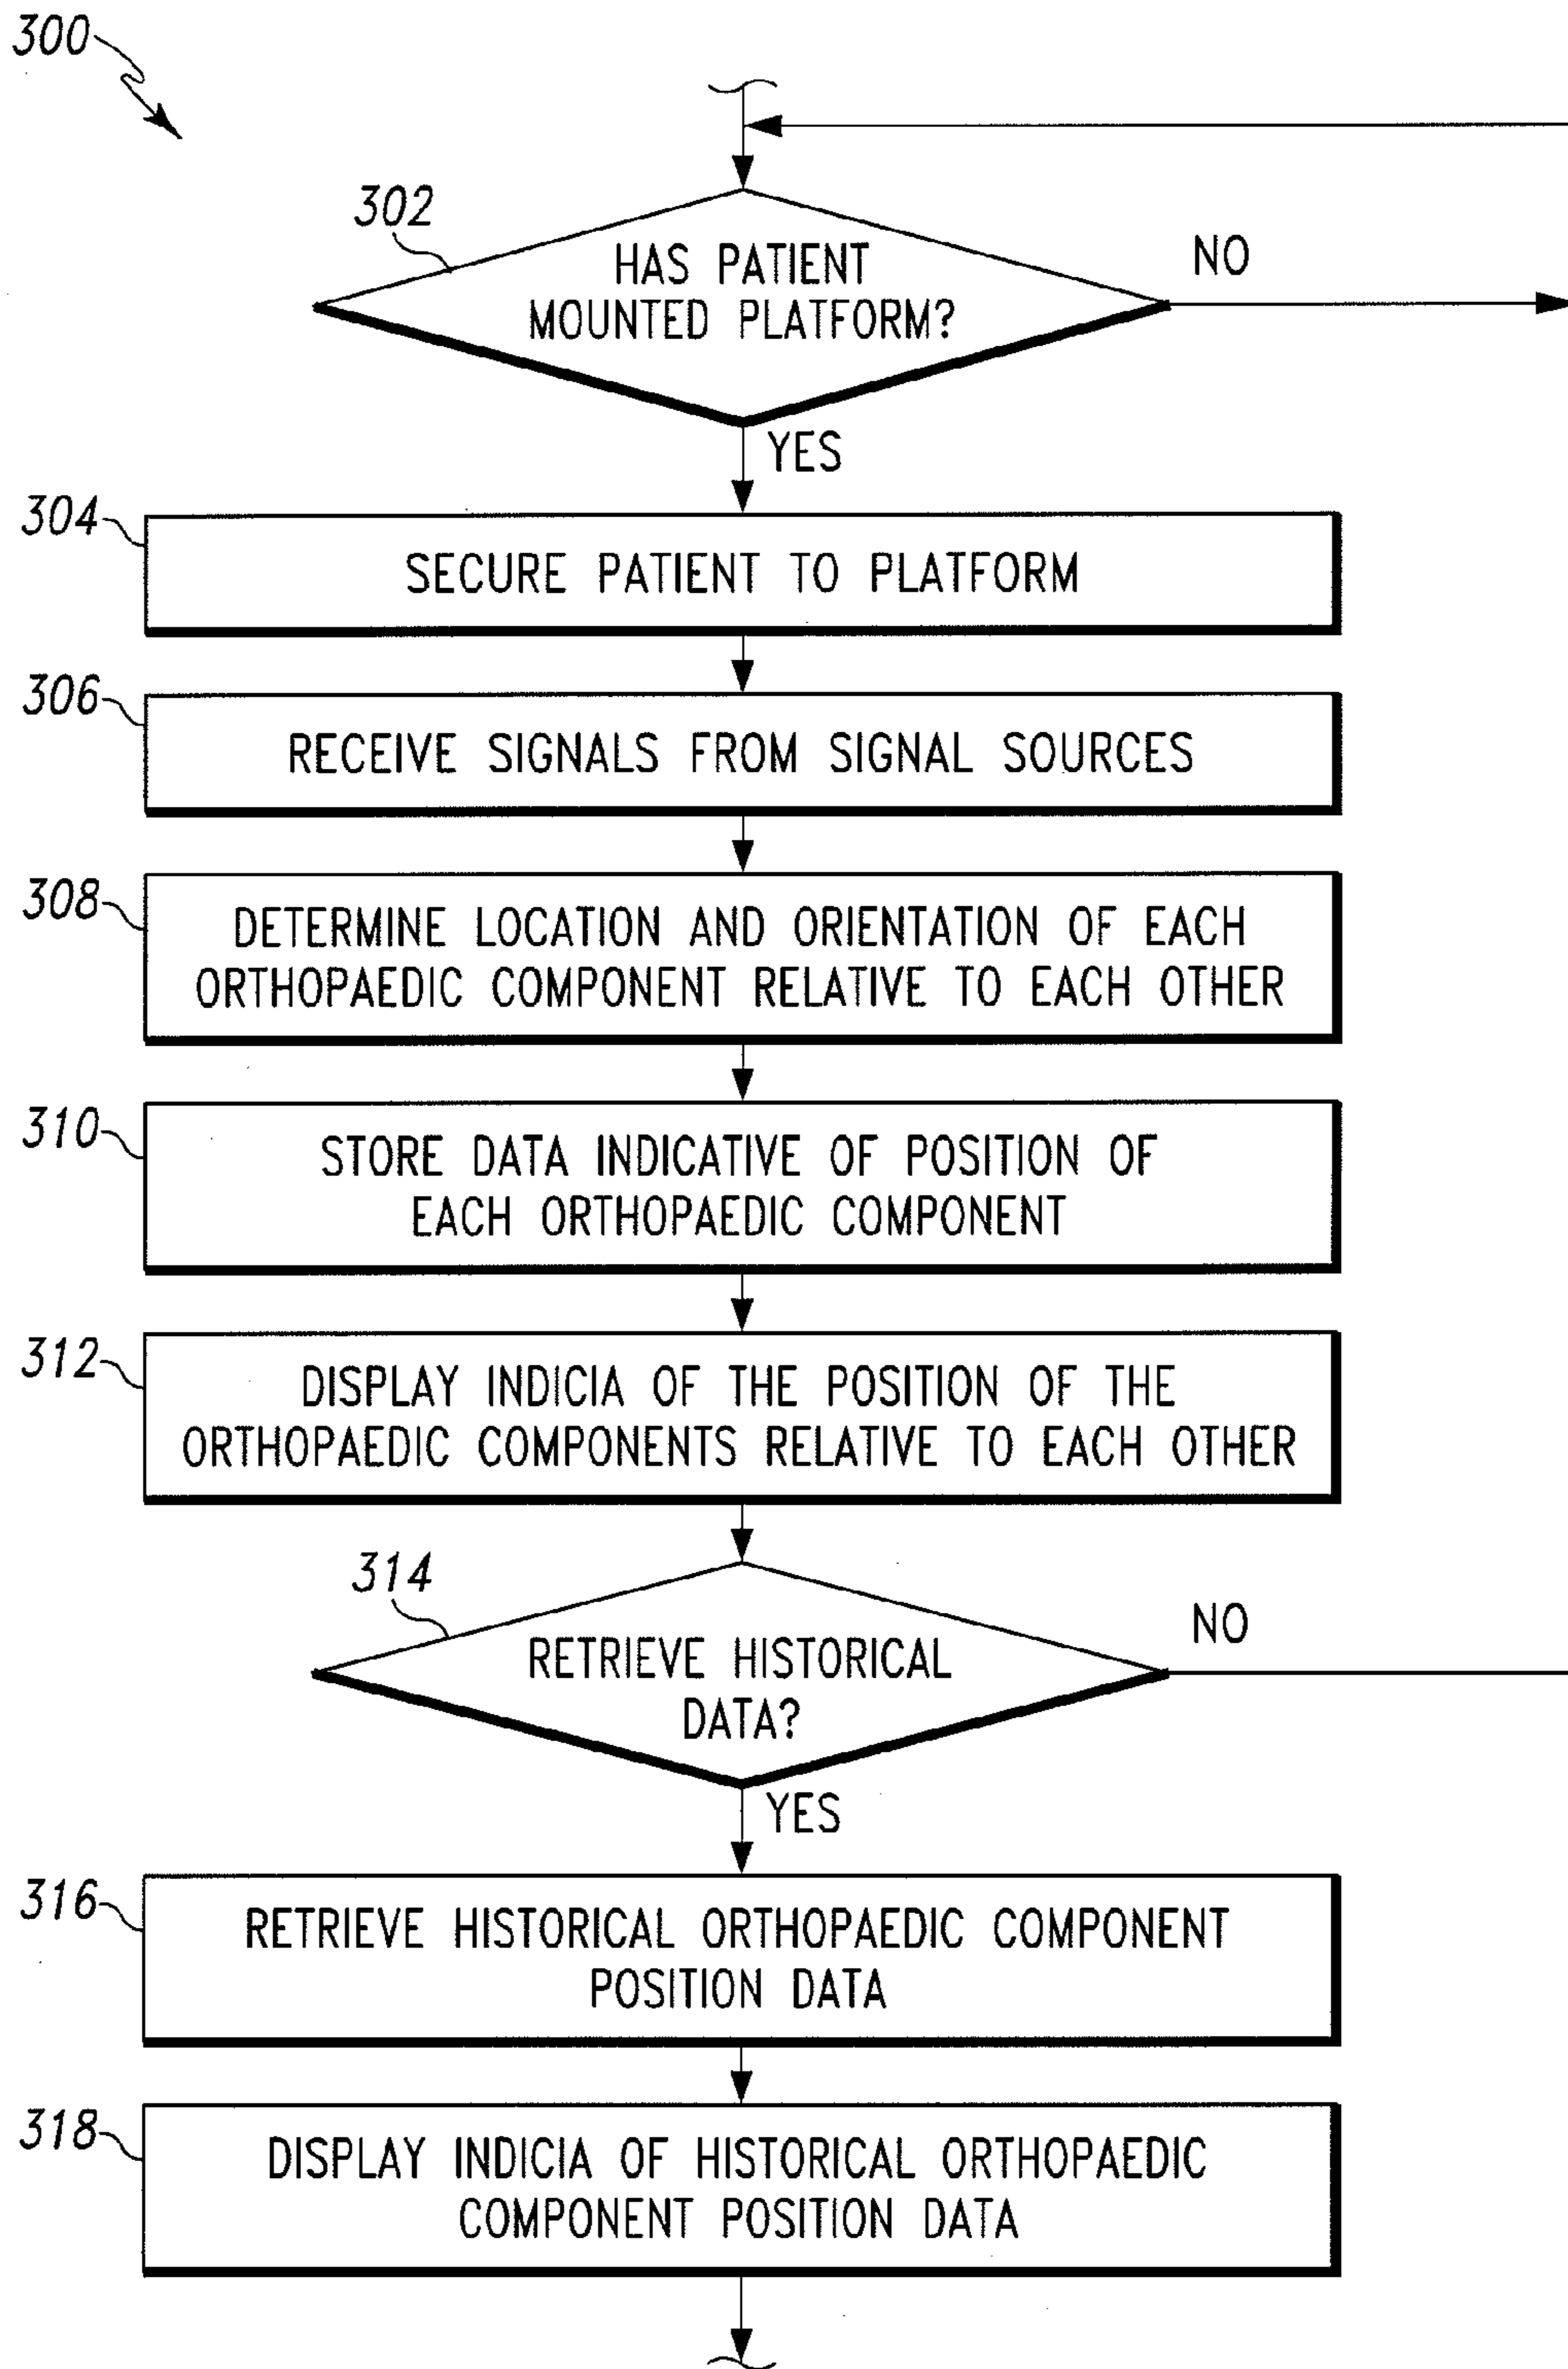 300
302
HAS PATIENT
MOUNTED PLATFORM?
NO
YES
304
SECURE PATIENT TO PLATFORM
306
RECEIVE SIGNALS FROM SIGNAL SOURCES
308
DETERMINE LOCATION AND ORIENTATION OF EACH
ORTHOPAEDIC COMPONENT RELATIVE TO EACH OTHER
310
STORE DATA INDICATIVE OF POSITION OF
EACH ORTHOPAEDIC COMPONENT
312
DISPLAY INDICIA OF THE POSITION OF THE
ORTHOPAEDIC COMPONENTS RELATIVE TO EACH OTHER
314
RETRIEVE HISTORICAL
DATA?
NO
YES
316
RETRIEVE HISTORICAL ORTHOPAEDIC COMPONENT
POSITION DATA
318
DISPLAY INDICIA OF HISTORICAL ORTHOPAEDIC
COMPONENT POSITION DATA